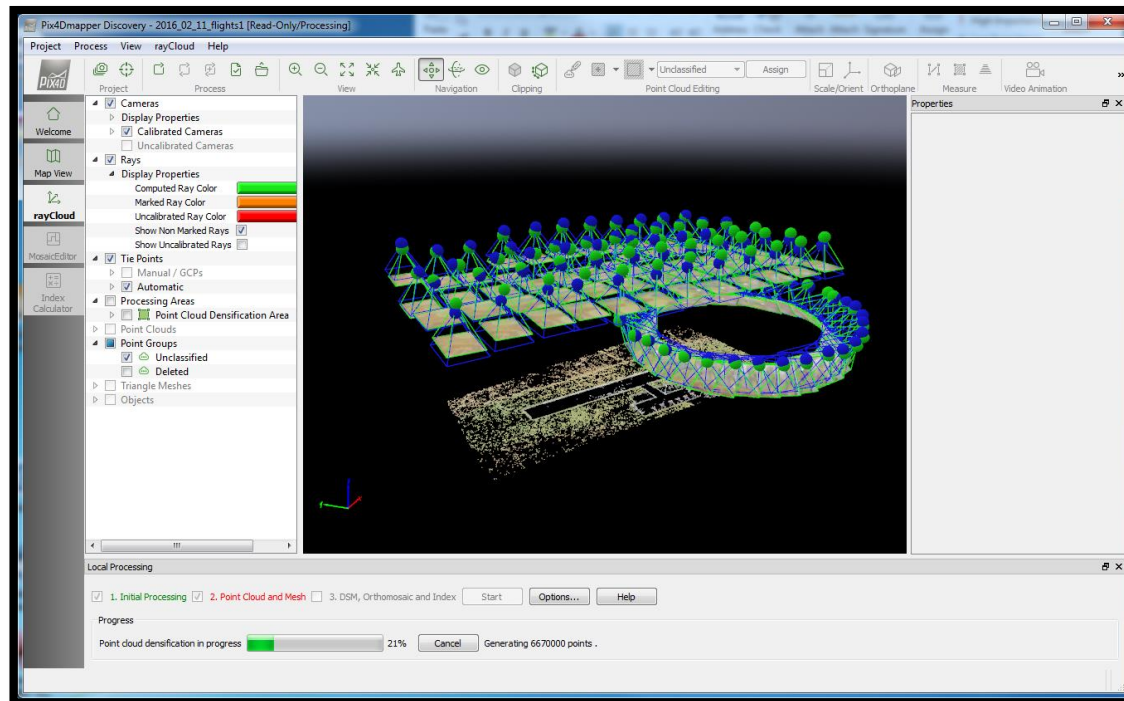 Pix4Dmapper Discovery - 2016_02_11_flights1 [Read-Only/Processing]
Project Process View rayCloud Help
PIX4D
Unclassified Assign
Project Process View Navigation Clipping Point Cloud Editing Scale/Orient Orthoplane Measure Video Animation
»
Welcome
Map View
rayCloud
MosaicEditor
Index
Calculator
Cameras
Display Properties
Calibrated Cameras
Uncalibrated Cameras
Rays
Display Properties
Computed Ray Color
Marked Ray Color
Uncalibrated Ray Color
Show Non Marked Rays
Show Uncalibrated Rays
Tie Points
Manual / GCPs
Automatic
Processing Areas
Point Cloud Densification Area
Point Clouds
Point Groups
Unclassified
Deleted
Triangle Meshes
Objects
Properties
Local Processing
1. Initial Processing 2. Point Cloud and Mesh 3. DSM, Orthomosaic and Index Start Options... Help
Progress
Point cloud densification in progress 21% Cancel Generating 6670000 points .